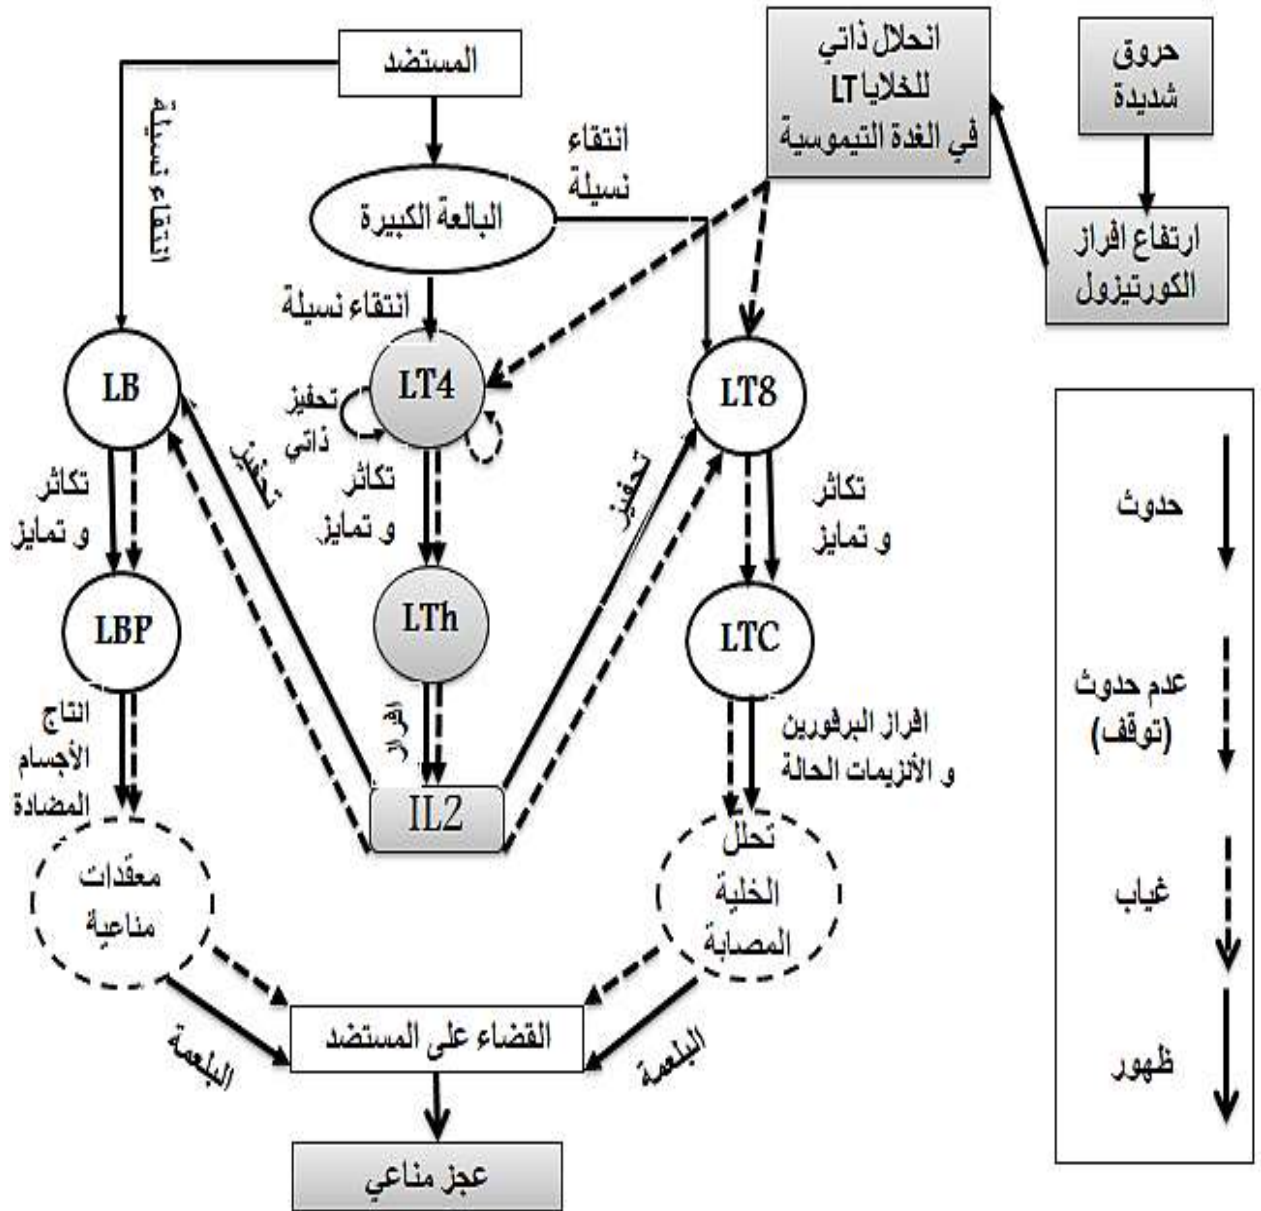 المستضد
انحلال ذاتي
للخلايا LT
في الغدة التيموسية
حروق
شديدة
انتقاء نسيلة
انتقاء
نسيلة
البالعة الكبيرة
ارتفاع افراز
الكورتيزول
انتقاء نسيلة
LB
LT4
LT8
تحفيز
ذاتي
تحفيز
تحفيز
تكاثر
و تمايز
تكاثر
و تمايز
تكاثر
و تمايز
حدوث
LBP
LTh
LTC
عدم حدوث
(توقف)
انتاج
الأجسام
المضادة
افراز
افراز البرفورين
و الأنزيمات الحالة
IL2
معقدات
مناعية
تحلل
الخلية
المصابة
غياب
البلعمة
القضاء على المستضد
البلعمة
ظهور
عجز مناعي